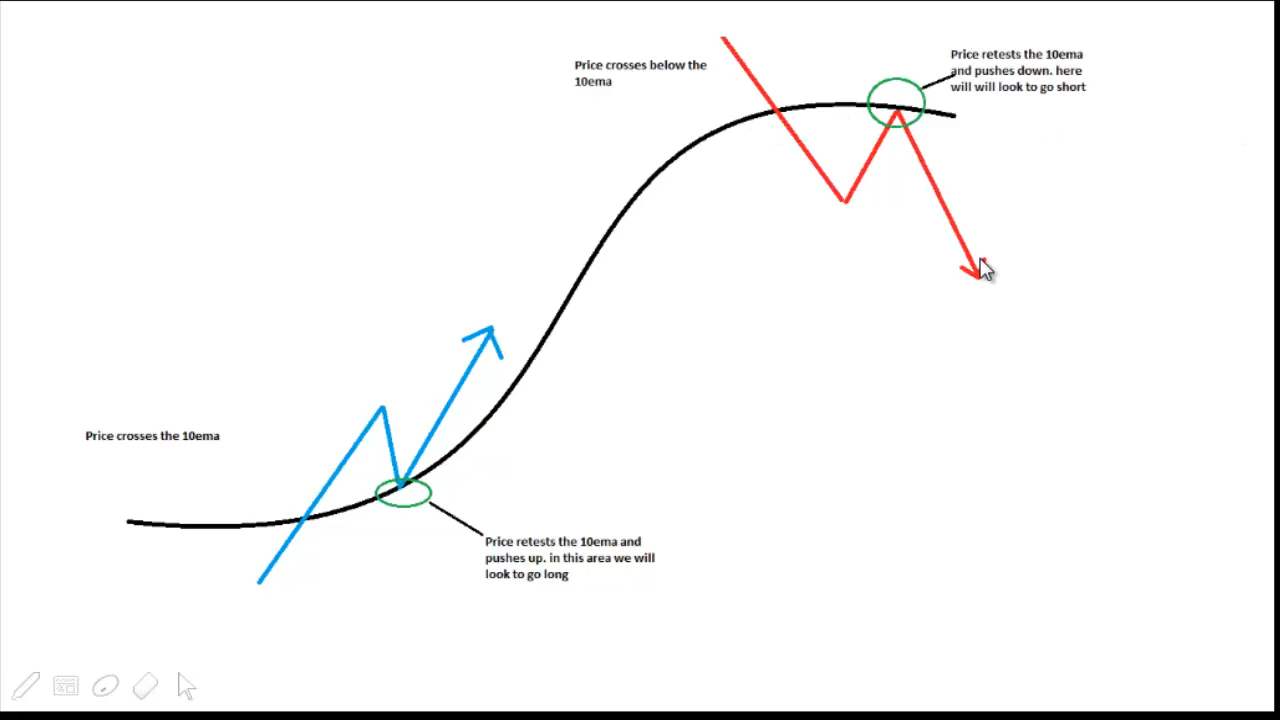 Price crosses below the
10ema
Price retests the 10ema
and pushes down. here
will will look to go short
Price crosses the 10ema
Price retests the 10ema and
pushes up. in this area we will
look to go long